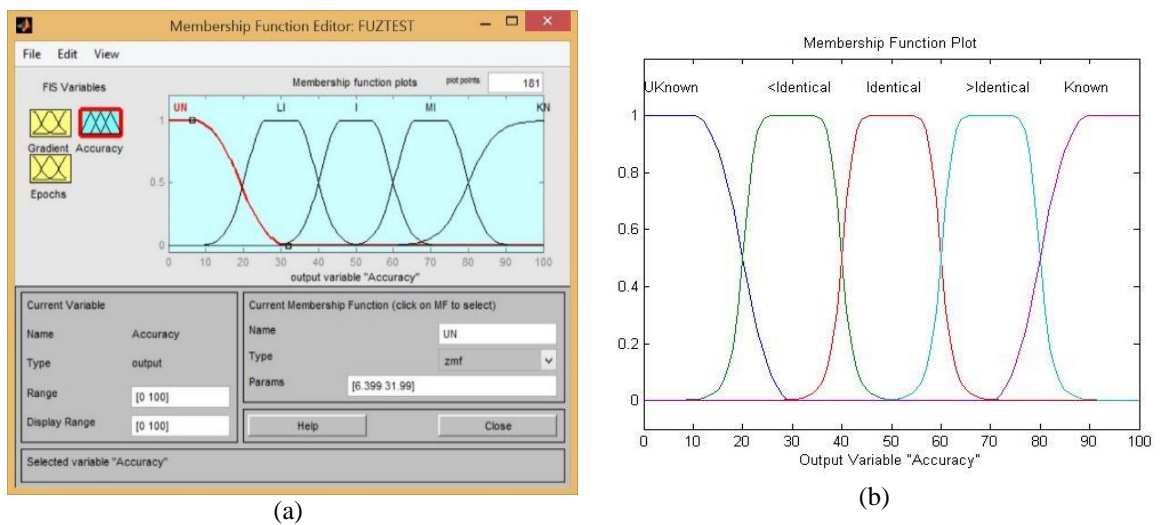 Membership Function Editor: FUZTEST
File Edit View
FIS Variables
Membership function plots
plot points:
181
Gradient Accuracy
Epochs
UN LI I MI KN
1
0.5
0
0 10 20 30 40 50 60 70 80 90 100
output variable "Accuracy"
Current Variable
Name Accuracy
Type output
Range [0 100]
Display Range [0 100]
Current Membership Function (click on MF to select)
Name UN
Type zmf
Params [6.399 31.99]
Help Close
Selected variable "Accuracy"
(a)
Membership Function Plot
UKnown <Identical Identical >Identical Known
1
0.8
0.6
0.4
0.2
0
0 10 20 30 40 50 60 70 80 90 100
Output Variable "Accuracy"
(b)